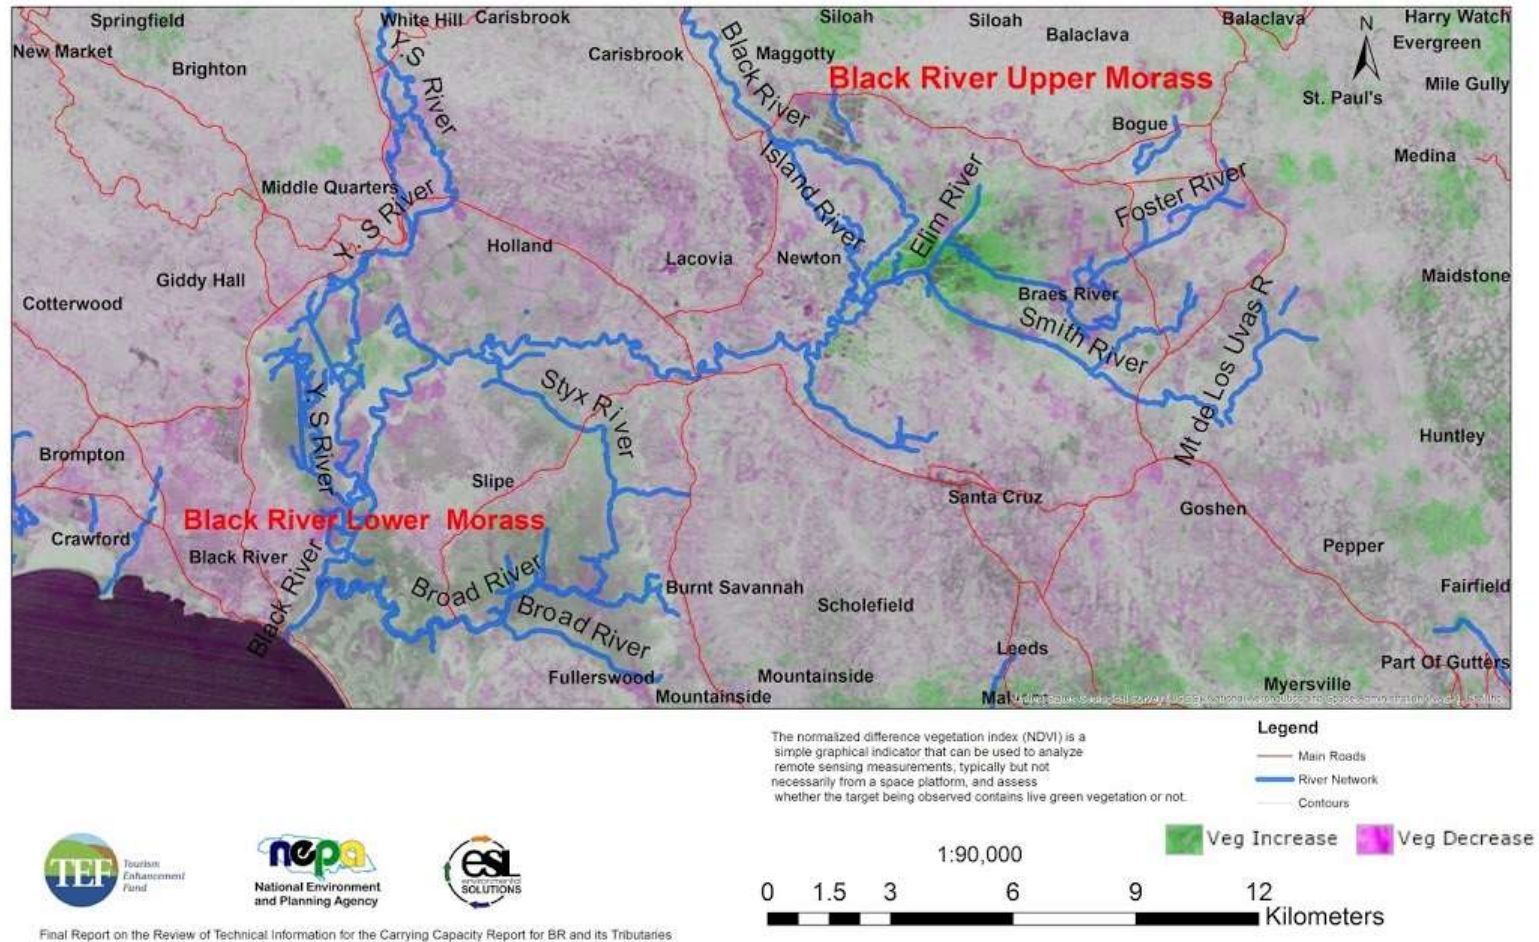 Springfield
White Hill
Carisbrook
Siloah
Siloah
Balaclava
Harry Watch
New Market
Brighton
Y.S River
Carisbrook
Black River
Maggotty
Balaclava
N
Evergreen
Black River Upper Morass
Mile Gully
St. Paul's
Bogue
Medina
Middle Quarters
Y. S River
Island River
Elim River
Foster River
Holland
Lacovia
Newton
Giddy Hall
Cotterwood
Maidstone
Braes River
Smith River
Mt de Los Uvas R
Y. S River
Styx River
Brompton
Slipe
Huntley
Santa Cruz
Goshen
Black River Lower Morass
Crawford
Black River
Pepper
Black River
Broad River
Broad River
Burnt Savannah
Scholefield
Fairfield
Leeds
Fullerswood
Mountainside
Mountainside
Myersville
Part Of Gutters
The normalized difference vegetation index (NDVI) is a
simple graphical indicator that can be used to analyze
remote sensing measurements, typically but not
necessarily from a space platform, and assess
whether the target being observed contains live green vegetation or not.
Legend
Main Roads
River Network
Contours
Veg Increase
Veg Decrease
1:90,000
0 1.5 3 6 9 12
Kilometers
TEF
Tourism
Enhancement
Fund
nepa
National Environment
and Planning Agency
esl
environmental
SOLUTIONS
Final Report on the Review of Technical Information for the Carrying Capacity Report for BR and its Tributaries